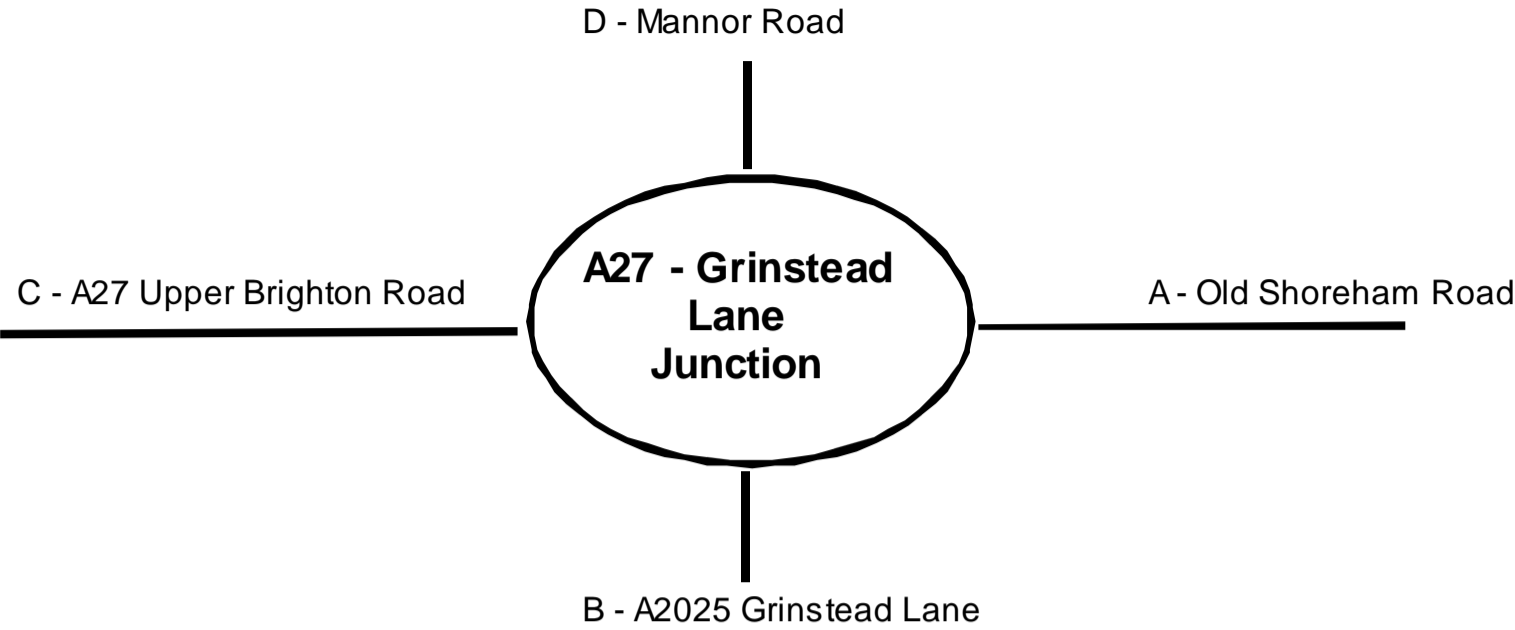 D - Mannor Road
A27 - Grinstead
Lane
Junction
C - A27 Upper Brighton Road
A - Old Shoreham Road
B - A2025 Grinstead Lane